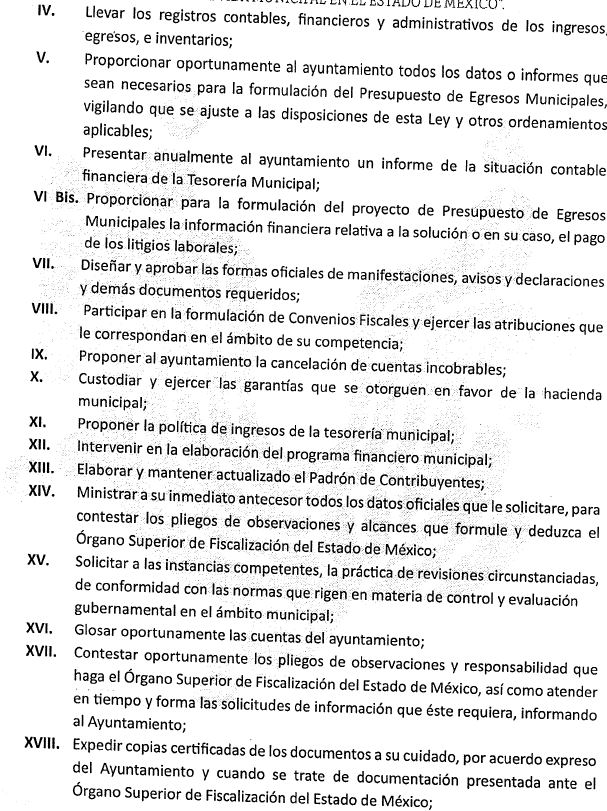 MUNICIPAL EN EL ESTADO DE MÉXICO".
IV. Llevar los registros contables, financieros y administrativos de los ingresos,
egresos, e inventarios;
V. Proporcionar oportunamente al ayuntamiento todos los datos o informes que
sean necesarios para la formulación del Presupuesto de Egresos Municipales,
vigilando que se ajuste a las disposiciones de esta Ley y otros ordenamientos
aplicables;
VI. Presentar anualmente al ayuntamiento un informe de la situación contable
financiera de la Tesorería Municipal;
VI Bis. Proporcionar para la formulación del proyecto de Presupuesto de Egresos
Municipales la información financiera relativa a la solución o en su caso, el pago
de los litigios laborales;
VII. Diseñar y aprobar las formas oficiales de manifestaciones, avisos y declaraciones
y demás documentos requeridos;
VIII. Participar en la formulación de Convenios Fiscales y ejercer las atribuciones que
le correspondan en el ámbito de su competencia;
IX. Proponer al ayuntamiento la cancelación de cuentas incobrables;
X. Custodiar y ejercer las garantías que se otorguen en favor de la hacienda
municipal;
XI. Proponer la política de ingresos de la tesorería municipal;
XII. Intervenir en la elaboración del programa financiero municipal;
XIII. Elaborar y mantener actualizado el Padrón de Contribuyentes;
XIV. Ministrar a su inmediato antecesor todos los datos oficiales que le solicitare, para
contestar los pliegos de observaciones y alcances que formule y deduzca el
Órgano Superior de Fiscalización del Estado de México;
XV. Solicitar a las instancias competentes, la práctica de revisiones circunstanciadas,
de conformidad con las normas que rigen en materia de control y evaluación
gubernamental en el ámbito municipal;
XVI. Glosar oportunamente las cuentas del ayuntamiento;
XVII. Contestar oportunamente los pliegos de observaciones y responsabilidad que
haga el Órgano Superior de Fiscalización del Estado de México, así como atender
en tiempo y forma las solicitudes de información que éste requiera, informando
al Ayuntamiento;
XVIII. Expedir copias certificadas de los documentos a su cuidado, por acuerdo expreso
del Ayuntamiento y cuando se trate de documentación presentada ante el
Órgano Superior de Fiscalización del Estado de México;